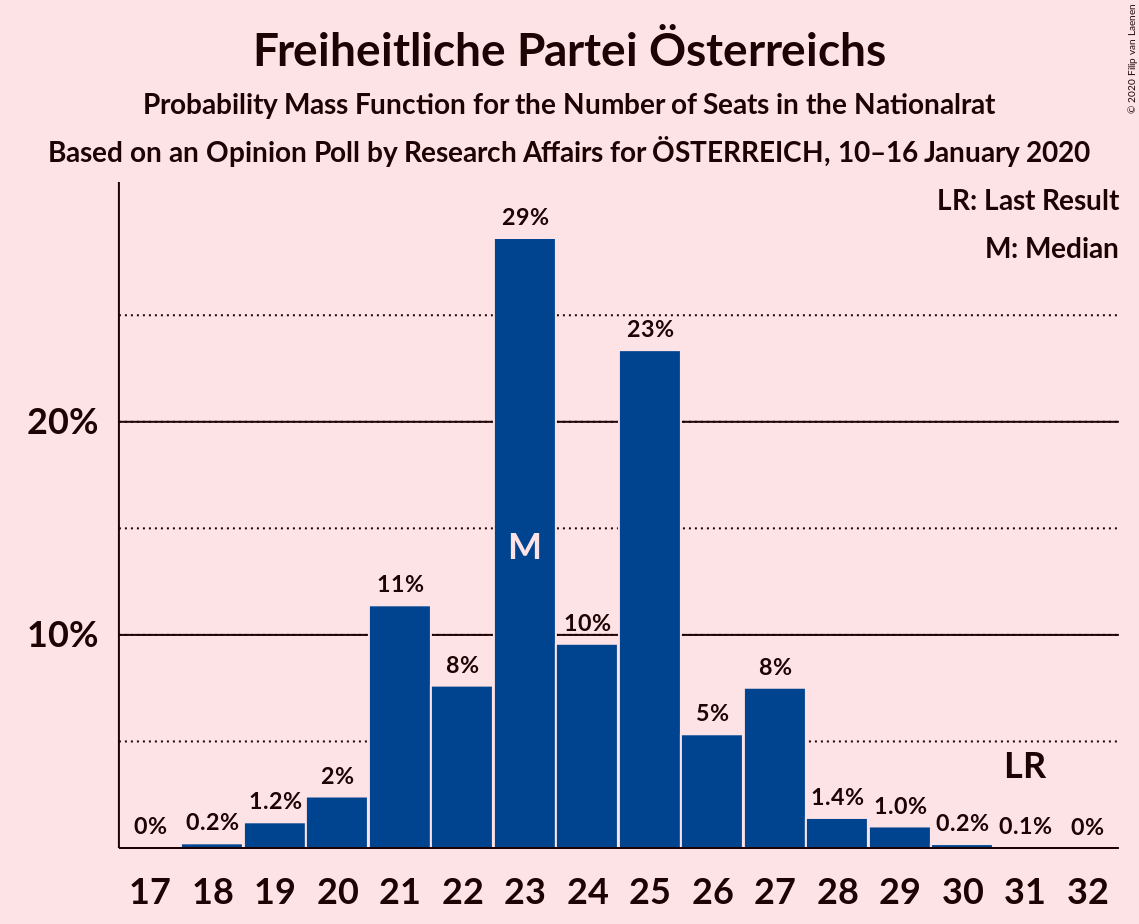 Freiheitliche Partei Österreichs
Probability Mass Function for the Number of Seats in the Nationalrat
Based on an Opinion Poll by Research Affairs for ÖSTERREICH, 10–16 January 2020
© 2020 Filip van Laenen
LR: Last Result
M: Median
20%
10%
0%
0.2%
1.2%
2%
11%
8%
29%
10%
23%
5%
8%
1.4%
1.0%
0.2%
0.1%
0%
M
LR
17 18 19 20 21 22 23 24 25 26 27 28 29 30 31 32